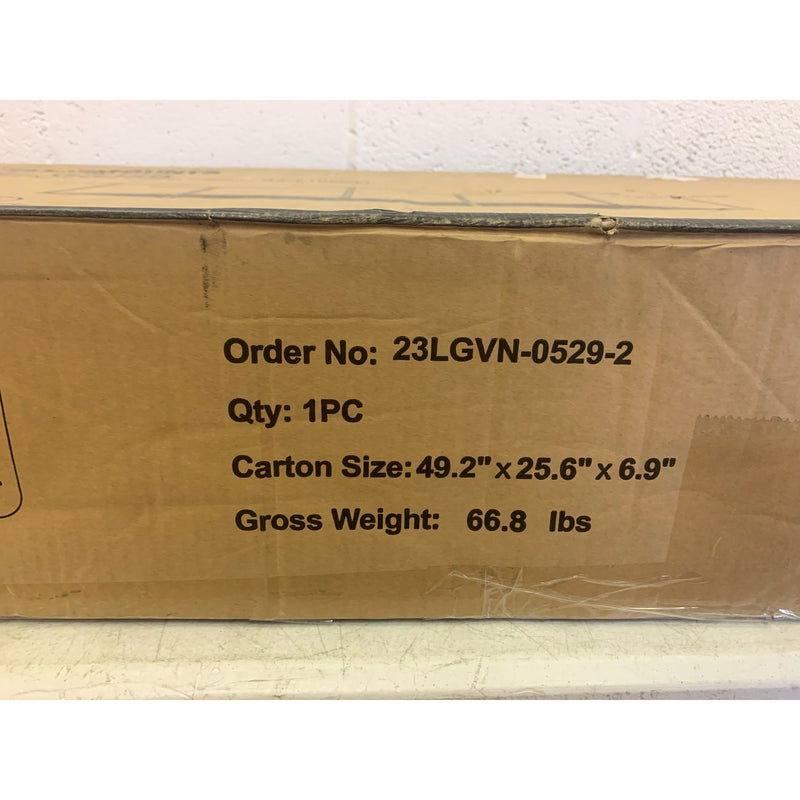 Order No: 23LGVN-0529-2
Qty: 1PC
Carton Size: 49.2" x 25.6" x 6.9"
Gross Weight: 66.8 lbs